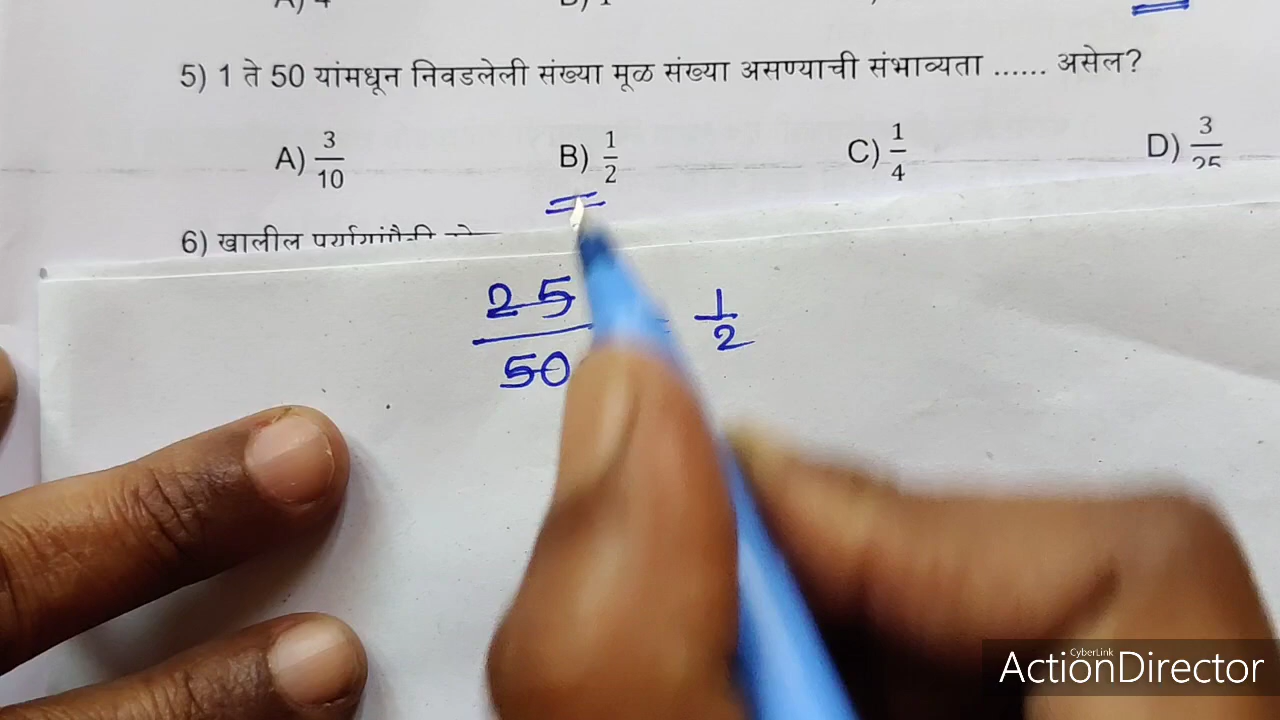 5) 1 ते 50 यांमधून निवडलेली संख्या मूळ संख्या असण्याची संभाव्यता ...... असेल?
A) 3/10 B) 1/2 C) 1/4 D) 3/25
6) खालील पर्यायांपैकी
25/50 = 1/2
CyberLink
ActionDirector